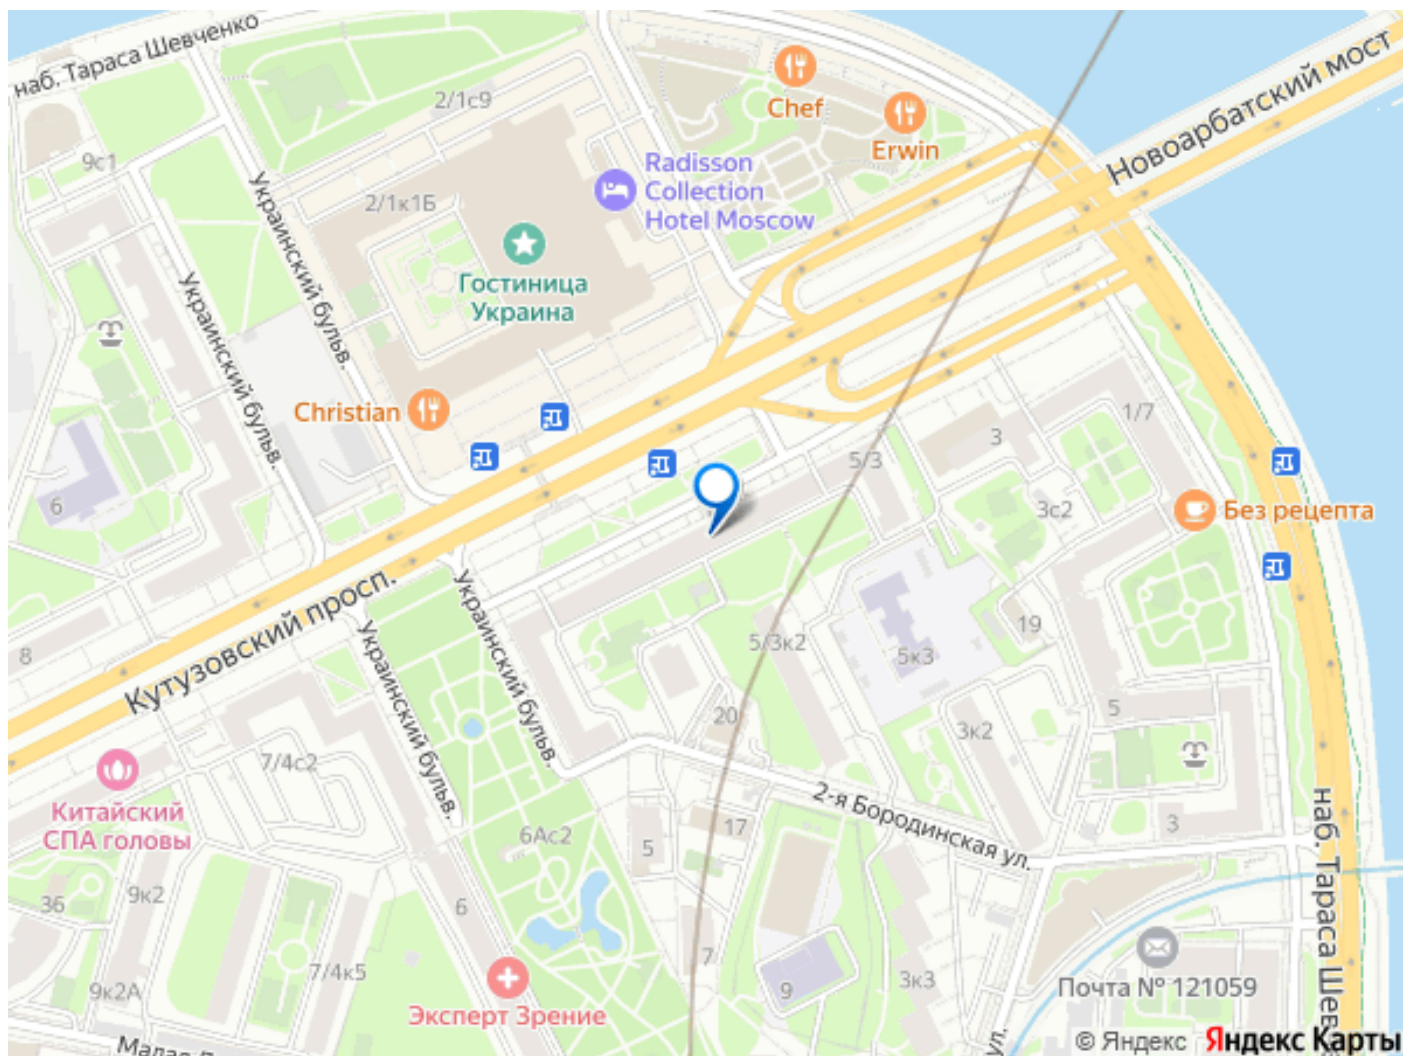 наб. Тараса Шевченко
9с1
2/1с9
Chef
Erwin
Новоарбатский мост
Украинский бульв.
2/1к1Б
Radisson
Collection
Hotel Moscow
Гостиница
Украина
Украинский бульв.
Christian
6
1/7
3
5/3
3с2
Без рецепта
8
Кутузовский просп.
Украинский бульв.
Украинский бульв.
5/3к2
5к3
19
20
5
3к2
7/4с2
Китайский
СПА головы
2-я Бородинская ул.
6Ас2
5
17
3
наб. Тараса Шев
36
9к2
6
7/4к5
7
9
3к3
9к2А
Эксперт Зрение
Почта № 121059
ул.
© Яндекс
Яндекс Карты